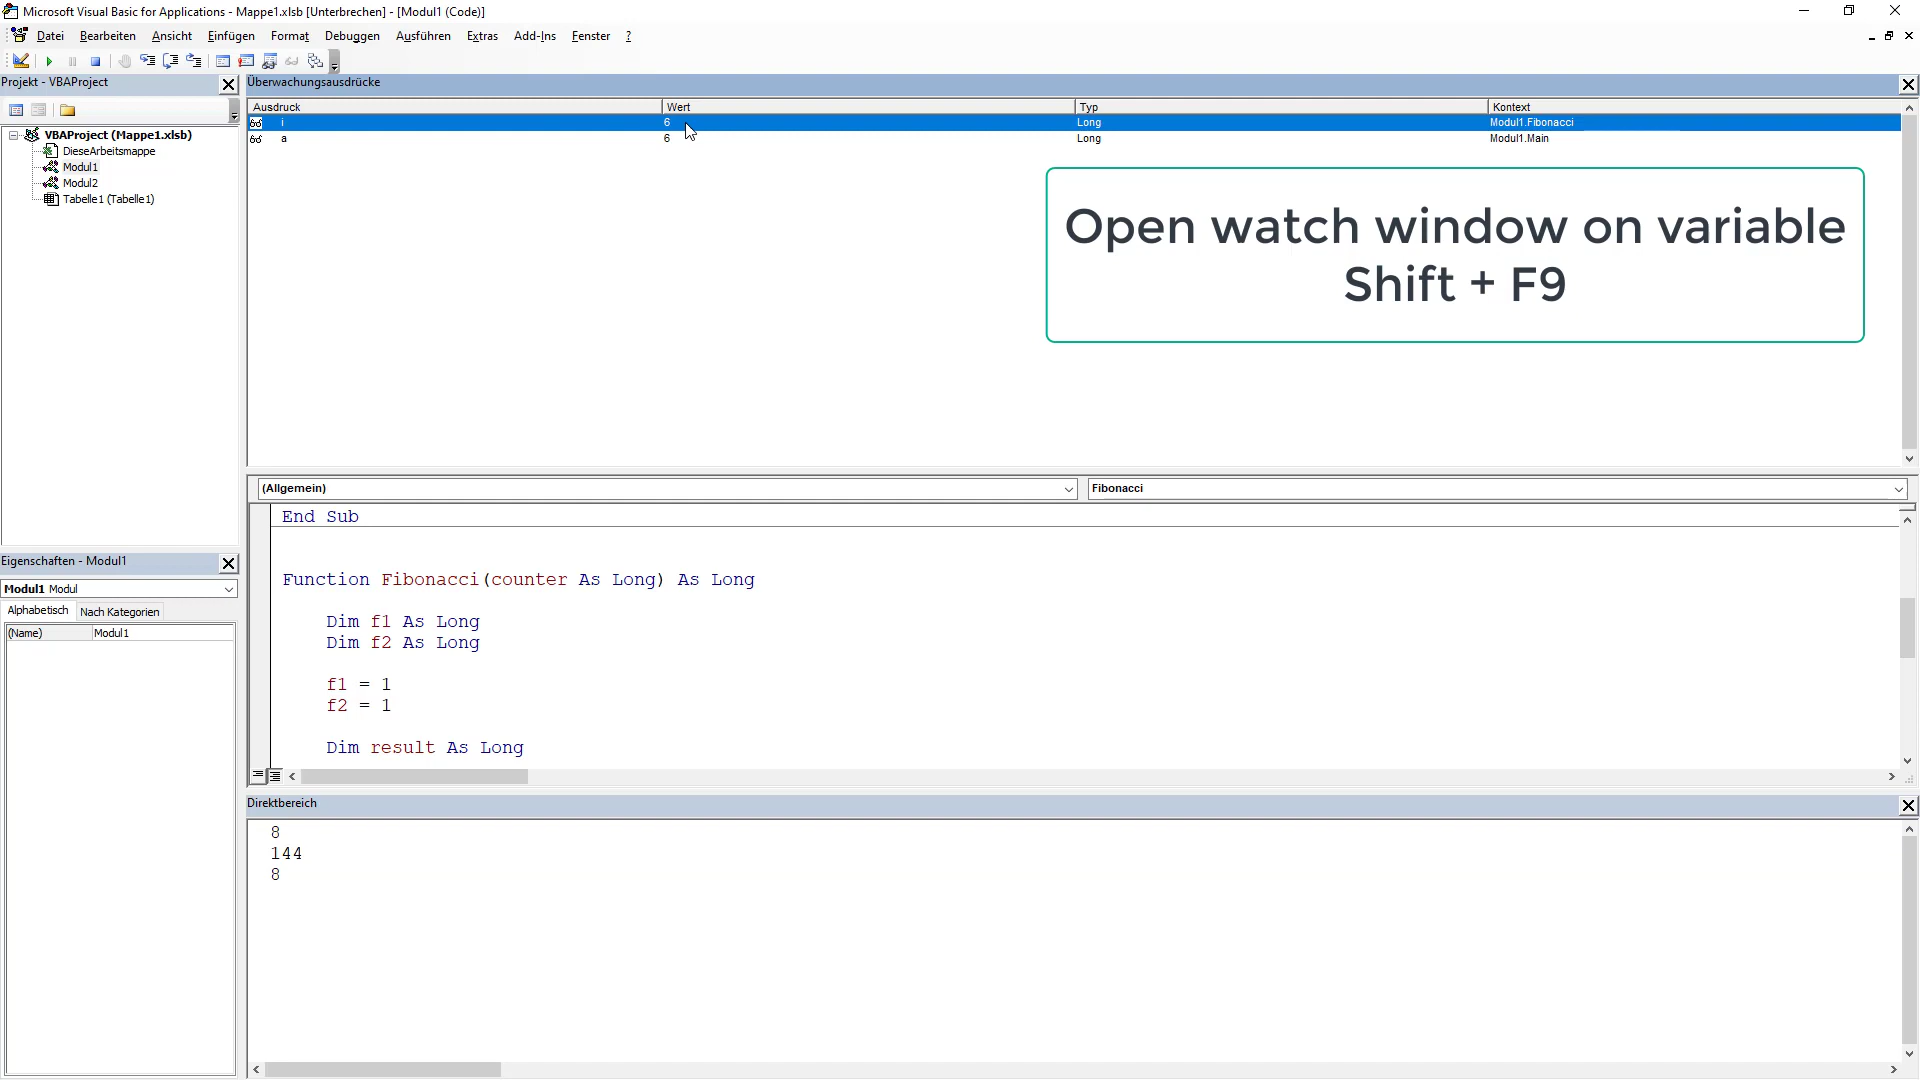 Microsoft Visual Basic for Applications - Mappe1.xlsb [Unterbrechen] - [Modul1 (Code)]
Datei Bearbeiten Ansicht Einfügen Format Debuggen Ausführen Extras Add-Ins Fenster ?
Projekt - VBAProject
VBAProject (Mappe1.xlsb)
DieseArbeitsmappe
Modul1
Modul2
Tabelle1 (Tabelle1)
Eigenschaften - Modul1
Modul1 Modul
Alphabetisch Nach Kategorien
(Name) Modul1
Überwachungsausdrücke
Ausdruck Wert Typ Kontext
i 6 Long Modul1.Fibonacci
a 6 Long Modul1.Main
Open watch window on variable
Shift + F9
(Allgemein) Fibonacci
End Sub
Function Fibonacci(counter As Long) As Long
Dim f1 As Long
Dim f2 As Long
f1 = 1
f2 = 1
Dim result As Long
Direktbereich
8
144
8